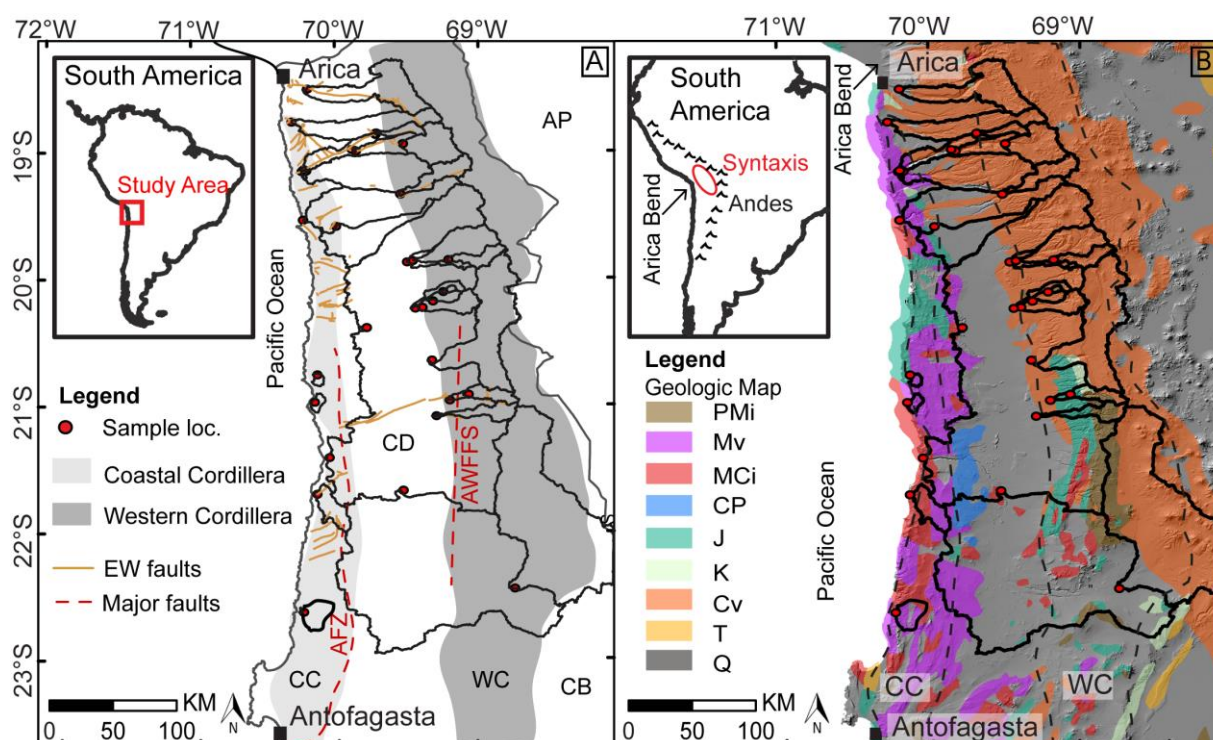 71°W
70°W
69°W
71°W
70°W
69°W
South America
Study Area
Arica
A
AP
Pacific Ocean
CD
AWFFS
AFZ
CC
WC
CB
Antofagasta
Legend
Sample loc.
Coastal Cordillera
Western Cordillera
EW faults
Major faults
0
50
100
KM
N
72°W
19°S
20°S
21°S
22°S
23°S
South
America
Syntaxis
Andes
Arica Bend
Arica
Arica Bend
B
Legend
Geologic Map
PMi
Mv
MCi
CP
J
K
Cv
T
Q
Pacific Ocean
CC
WC
Antofagasta
0
50
100
KM
N